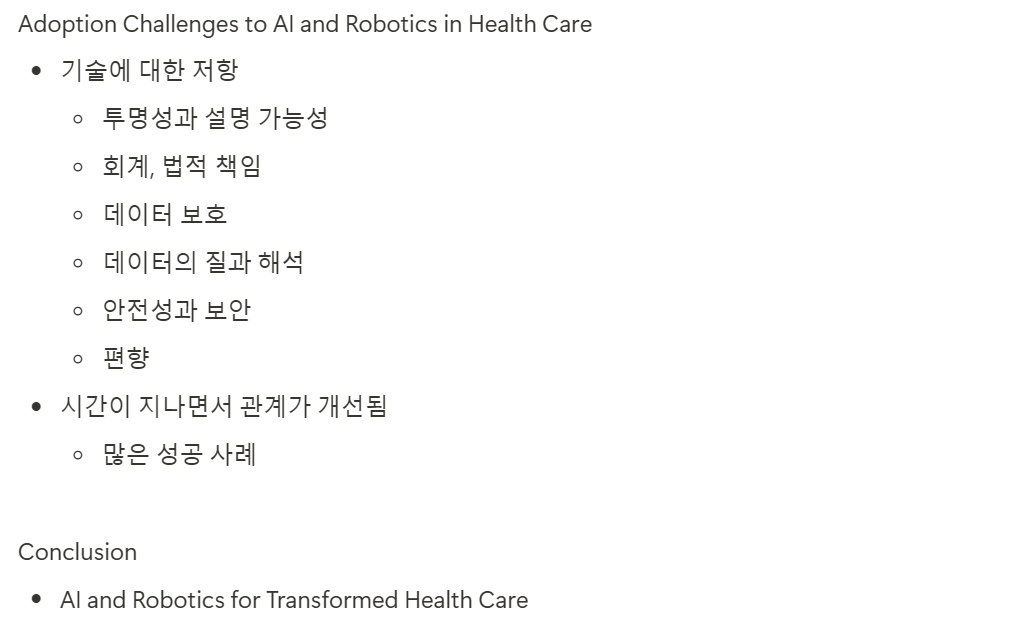 Adoption Challenges to AI and Robotics in Health Care
기술에 대한 저항
투명성과 설명 가능성
회계, 법적 책임
데이터 보호
데이터의 질과 해석
안전성과 보안
편향
시간이 지나면서 관계가 개선됨
많은 성공 사례
Conclusion
AI and Robotics for Transformed Health Care